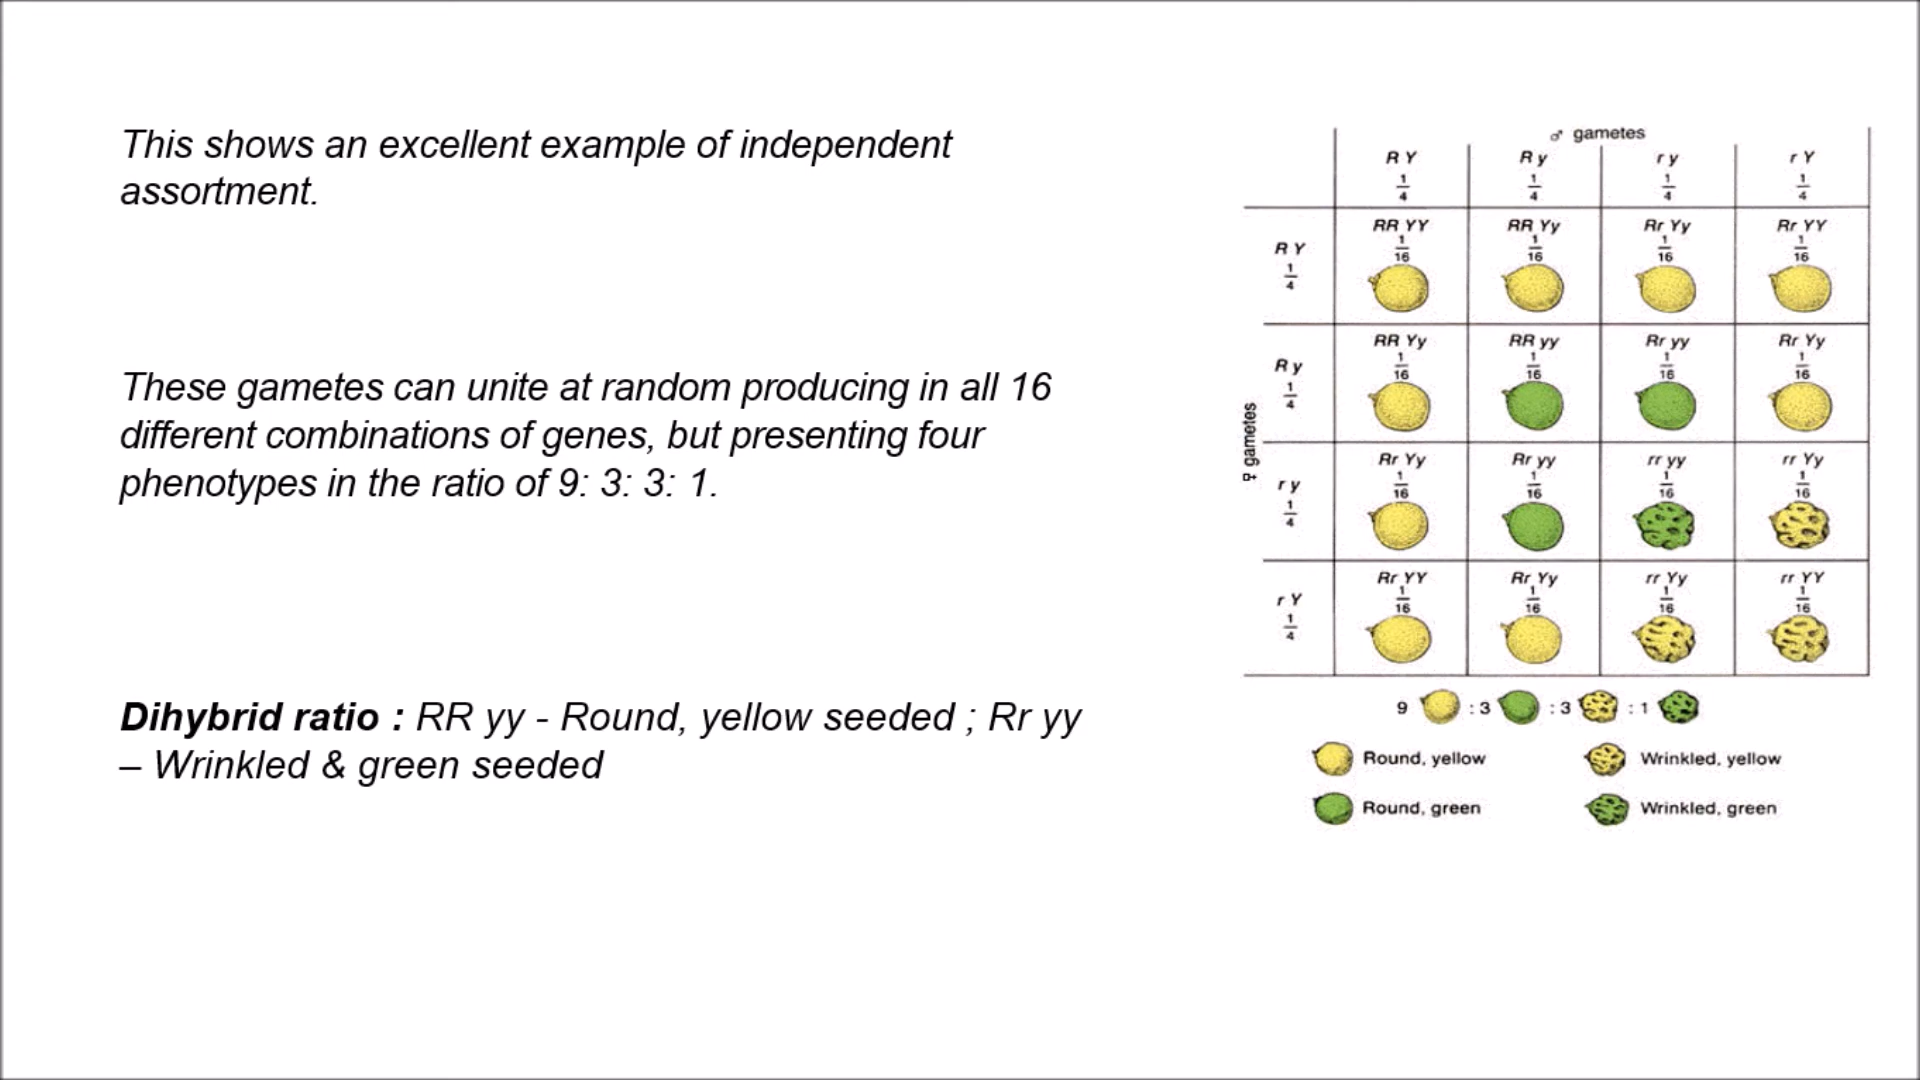 This shows an excellent example of independent
assortment.
These gametes can unite at random producing in all 16
different combinations of genes, but presenting four
phenotypes in the ratio of 9: 3: 3: 1.
Dihybrid ratio : RR yy - Round, yellow seeded ; Rr yy
– Wrinkled & green seeded
♂ gametes
R Y R y r y r Y
1/4 1/4 1/4 1/4
♀ gametes
R Y 1/4
RR YY RR Yy Rr Yy Rr YY
1/16 1/16 1/16 1/16
R y 1/4
RR Yy RR yy Rr yy Rr Yy
1/16 1/16 1/16 1/16
r y 1/4
Rr Yy Rr yy rr yy rr Yy
1/16 1/16 1/16 1/16
r Y 1/4
Rr YY Rr Yy rr Yy rr YY
1/16 1/16 1/16 1/16
9 : 3 : 3 : 1
Round, yellow Wrinkled, yellow
Round, green Wrinkled, green